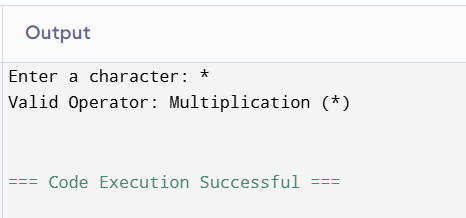 Output
Enter a character: *
Valid Operator: Multiplication (*)
=== Code Execution Successful ===